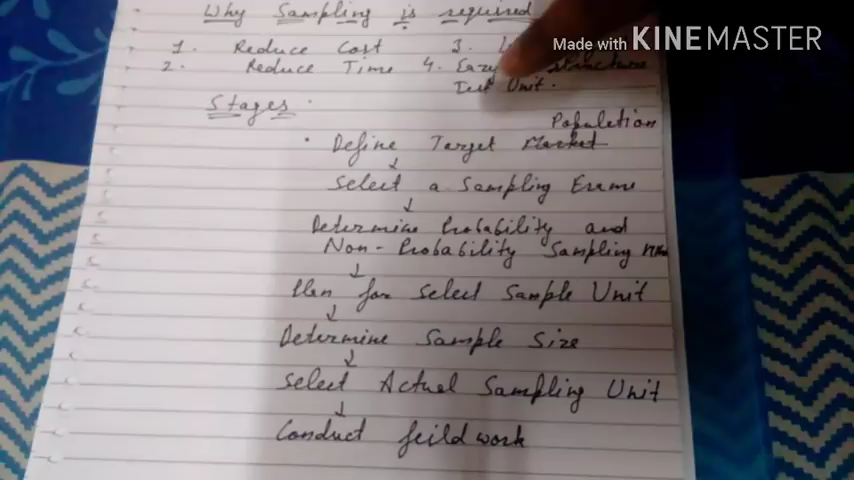 Why Sampling is required
1. Reduce Cost 3.
2. Reduce Time 4. Eazy
Test Unit.
Stages
Population
Define Target Market
Select a Sampling Erame
Determine Probability and
Non-Probability Sampling
Plan for Select Sample Unit
Determine Sample Size
Select Actual Sampling Unit
Conduct feild work
Made with KINEMASTER